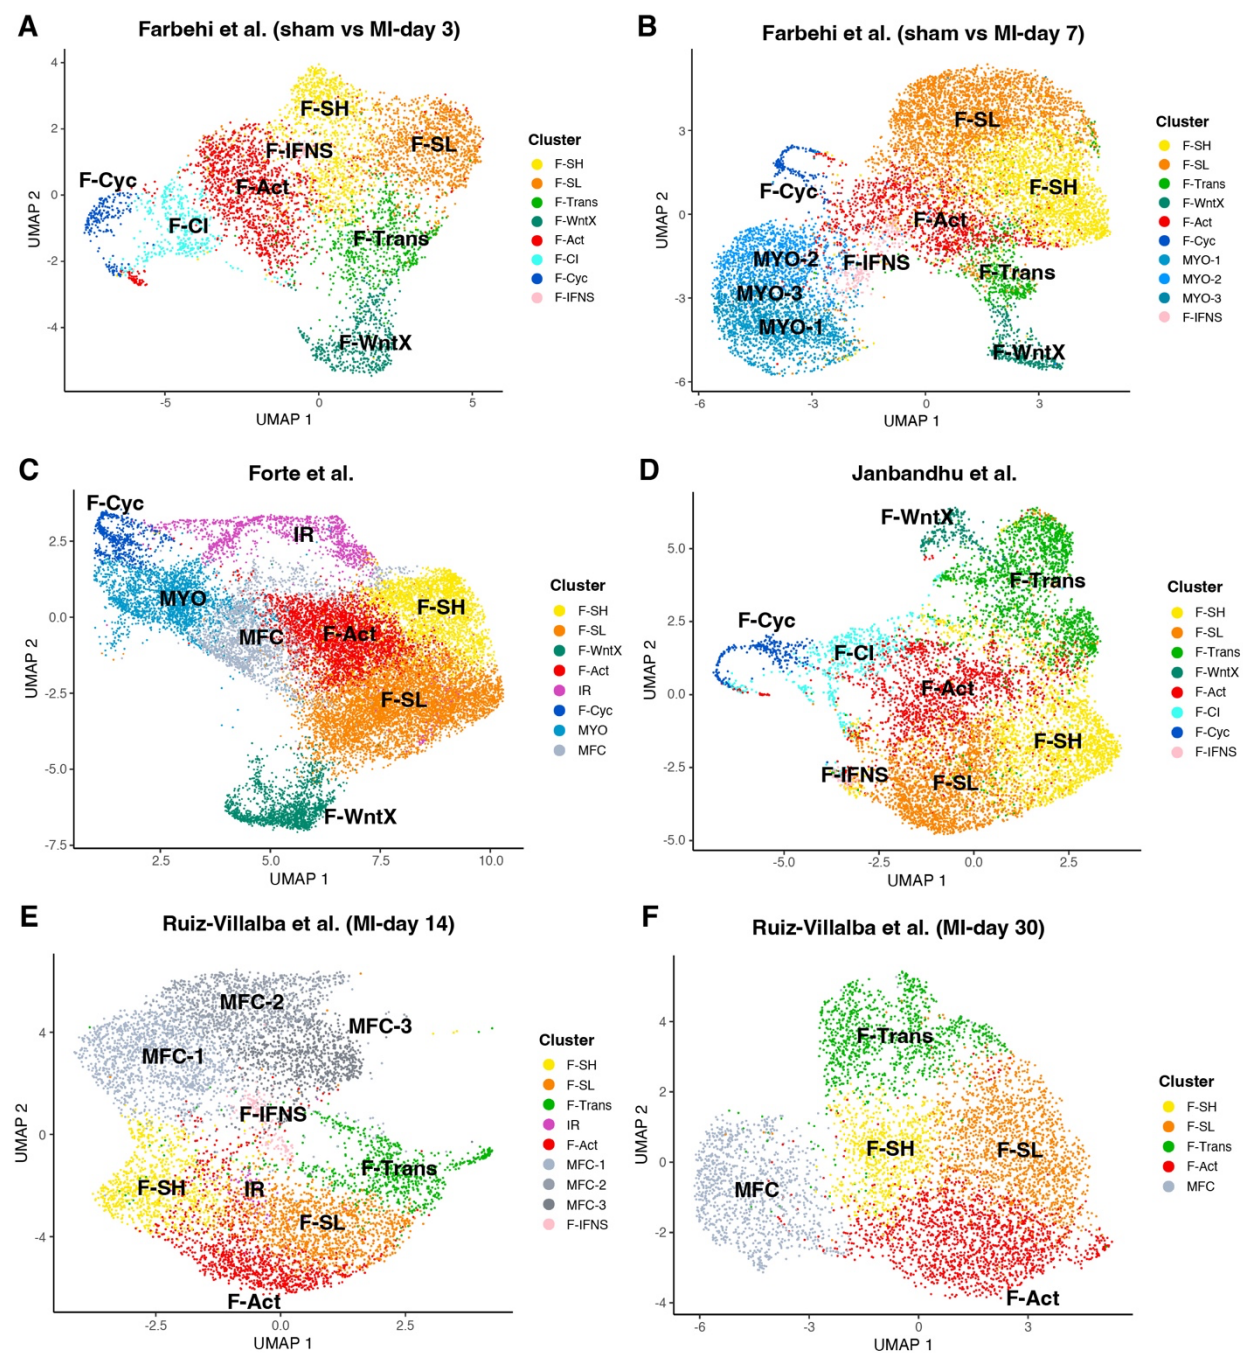 A
Farbehi et al. (sham vs MI-day 3)
4
2
0
-2
-4
UMAP 2
-5
0
5
UMAP 1
F-SH
F-IFNS
F-SL
F-Cyc
F-Act
F-CI
F-Trans
F-WntX
Cluster
F-SH
F-SL
F-Trans
F-WntX
F-Act
F-CI
F-Cyc
F-IFNS
B
Farbehi et al. (sham vs MI-day 7)
3
0
-3
-6
UMAP 2
-6
-3
0
3
UMAP 1
F-SL
F-Cyc
F-SH
F-Act
MYO-2
F-IFNS
F-Trans
MYO-3
MYO-1
F-WntX
Cluster
F-SH
F-SL
F-Trans
F-WntX
F-Act
F-Cyc
MYO-1
MYO-2
MYO-3
F-IFNS
C
Forte et al.
2.5
0.0
-2.5
-5.0
-7.5
UMAP 2
2.5
5.0
7.5
10.0
UMAP 1
F-Cyc
IR
MYO
F-SH
MFC
F-Act
F-SL
F-WntX
Cluster
F-SH
F-SL
F-WntX
F-Act
IR
F-Cyc
MYO
MFC
D
Janbandhu et al.
5.0
2.5
0.0
-2.5
-5.0
UMAP 2
-5.0
-2.5
0.0
2.5
UMAP 1
F-WntX
F-Trans
F-Cyc
F-CI
F-Act
F-SH
F-IFNS
F-SL
Cluster
F-SH
F-SL
F-Trans
F-WntX
F-Act
F-CI
F-Cyc
F-IFNS
E
Ruiz-Villalba et al. (MI-day 14)
4
0
-4
UMAP 2
-2.5
0.0
2.5
UMAP 1
MFC-2
MFC-3
MFC-1
F-IFNS
F-Trans
F-SH
IR
F-SL
F-Act
Cluster
F-SH
F-SL
F-Trans
IR
F-Act
MFC-1
MFC-2
MFC-3
F-IFNS
F
Ruiz-Villalba et al. (MI-day 30)
4
2
0
-2
-4
UMAP 2
-6
-3
0
3
UMAP 1
F-Trans
F-SH
F-SL
MFC
F-Act
Cluster
F-SH
F-SL
F-Trans
F-Act
MFC